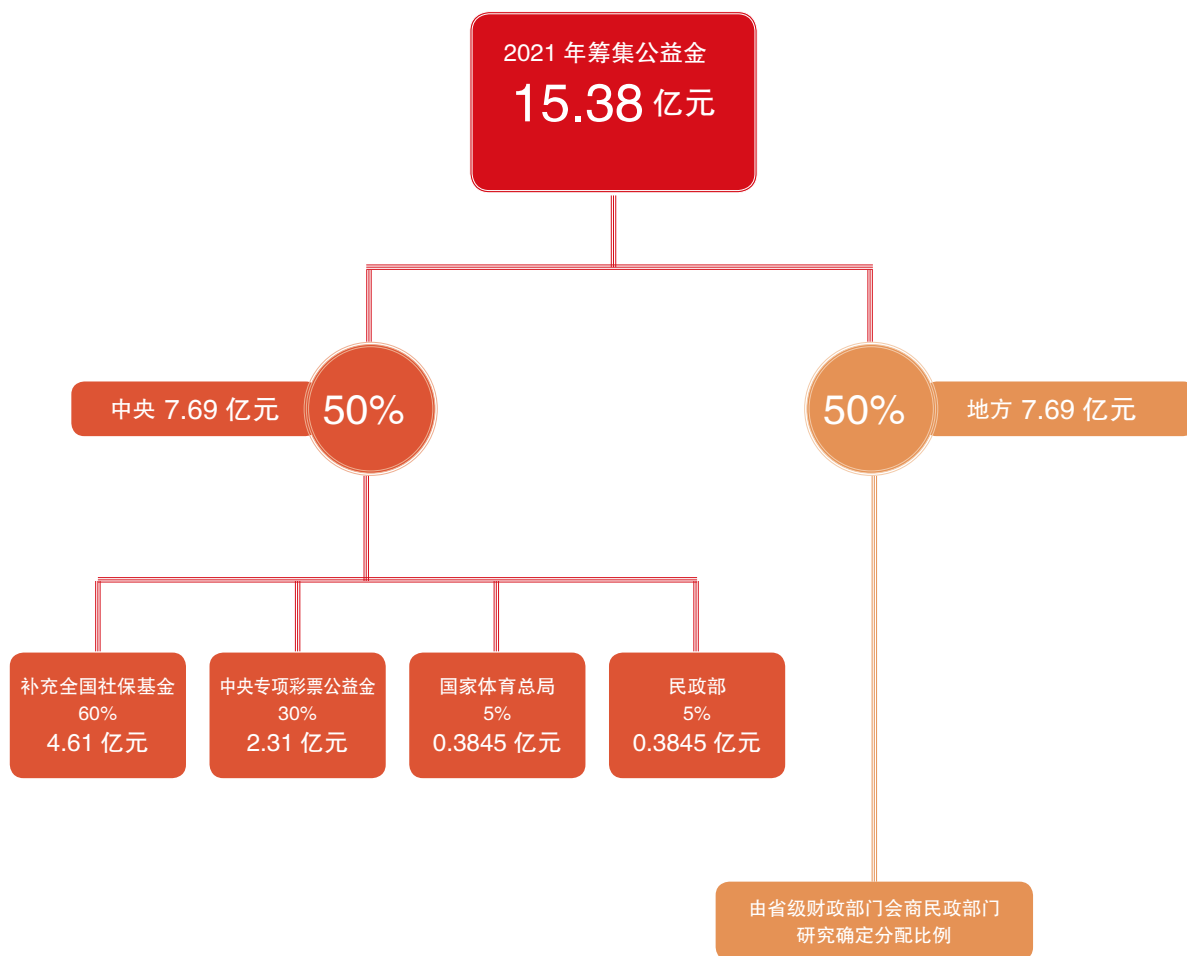 2021 年筹集公益金
15.38 亿元
中央 7.69 亿元
50%
50%
地方 7.69 亿元
补充全国社保基金
60%
4.61 亿元
中央专项彩票公益金
30%
2.31 亿元
国家体育总局
5%
0.3845 亿元
民政部
5%
0.3845 亿元
由省级财政部门会商民政部门
研究确定分配比例